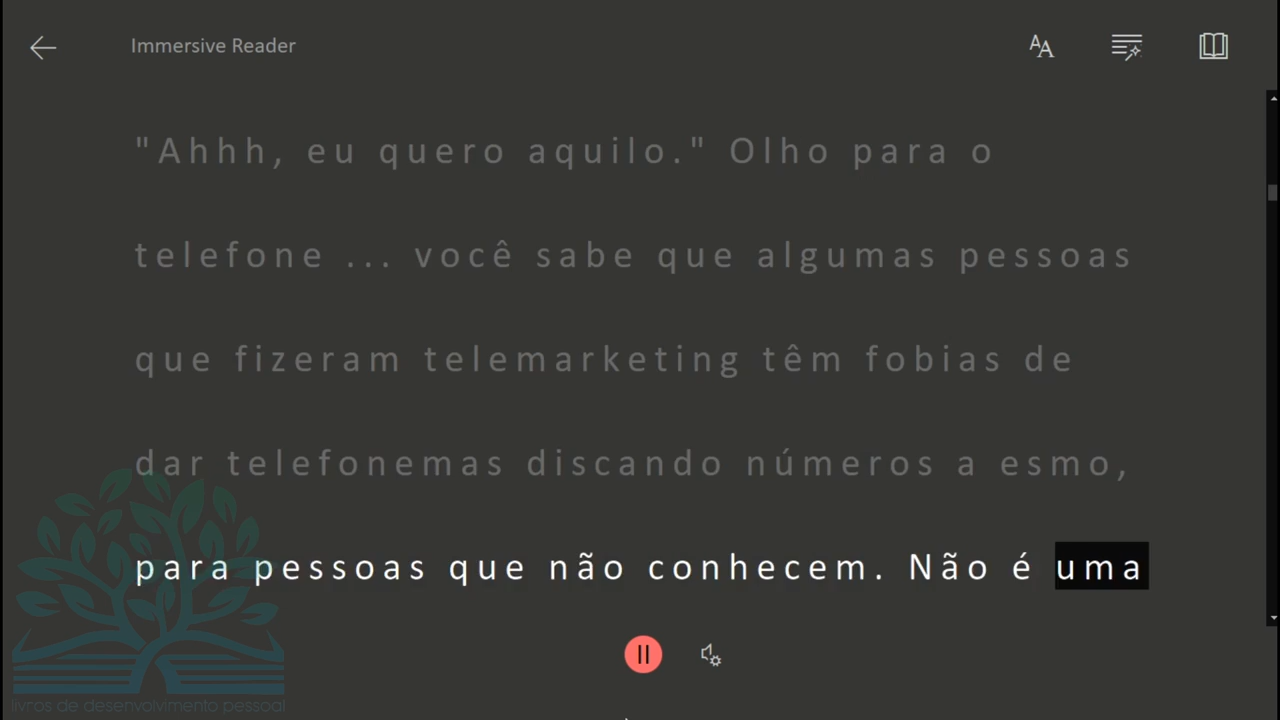 Immersive Reader
"Ahhh, eu quero aquilo." Olho para o
telefone ... você sabe que algumas pessoas
que fizeram telemarketing têm fobias de
dar telefonemas discando números a esmo,
para pessoas que não conhecem. Não é uma
livros de desenvolvimento pessoal